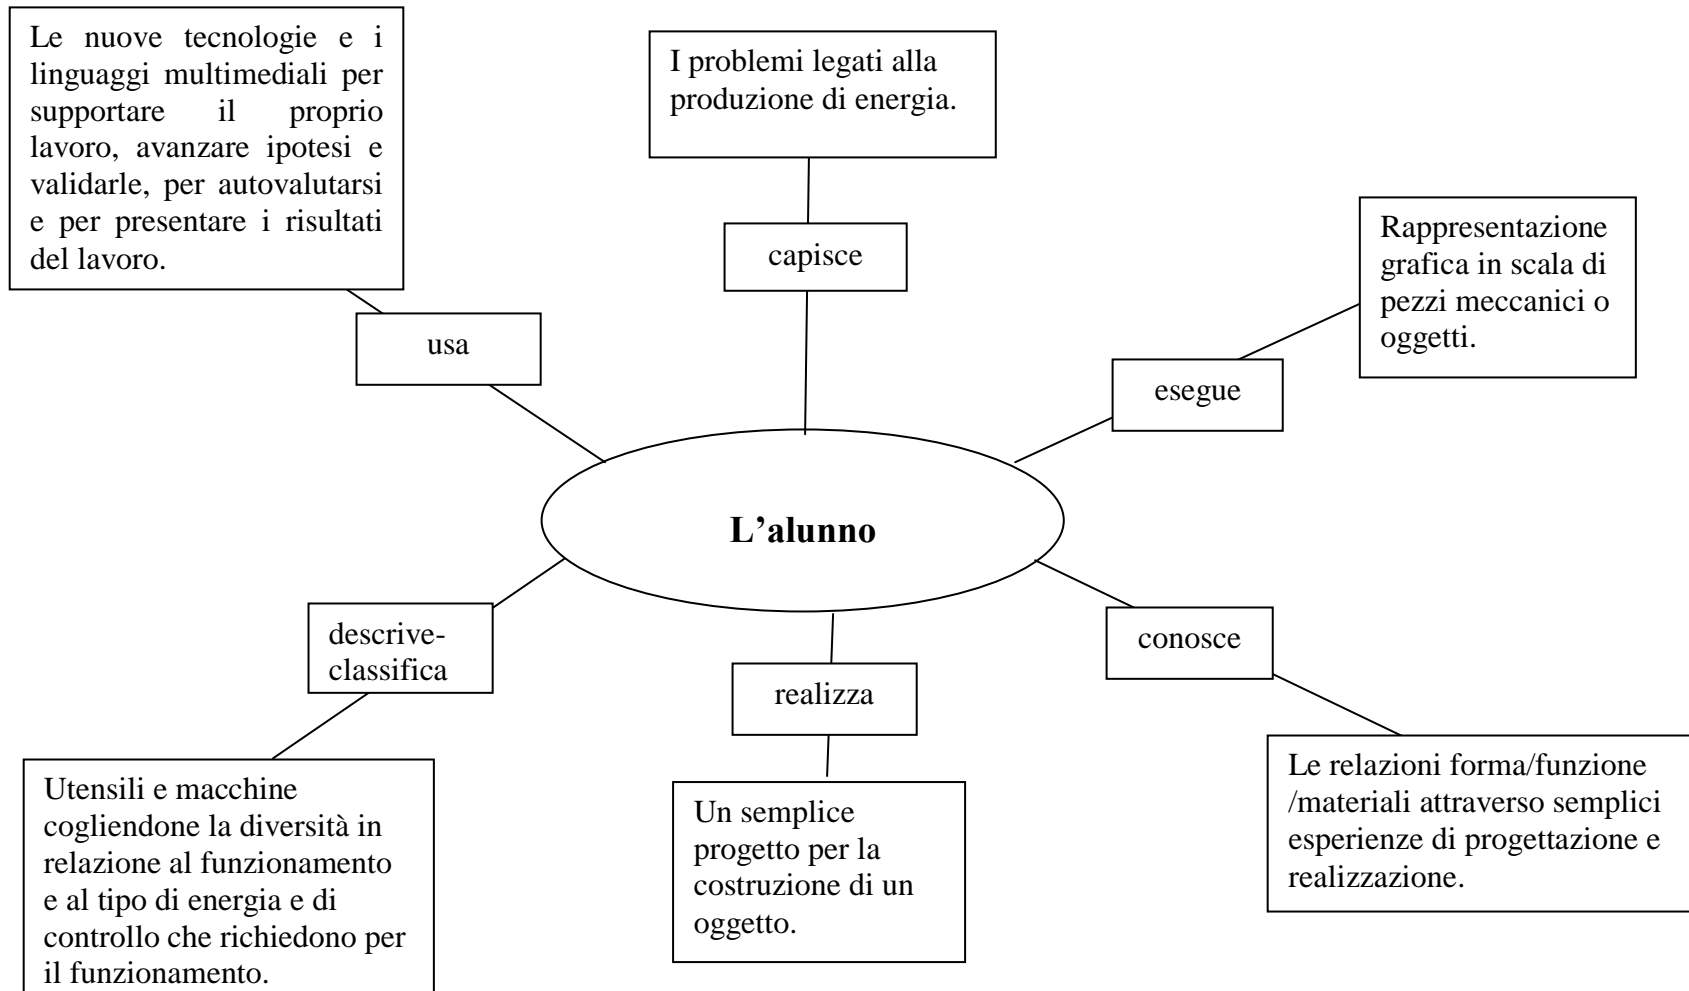 Le nuove tecnologie e i
linguaggi multimediali per
supportare il proprio
lavoro, avanzare ipotesi e
validarle, per autovalutarsi
e per presentare i risultati
del lavoro.
usa
I problemi legati alla
produzione di energia.
capisce
Rappresentazione
grafica in scala di
pezzi meccanici o
oggetti.
esegue
L’alunno
descrive-
classifica
Utensili e macchine
cogliendone la diversità in
relazione al funzionamento
e al tipo di energia e di
controllo che richiedono per
il funzionamento.
realizza
Un semplice
progetto per la
costruzione di un
oggetto.
conosce
Le relazioni forma/funzione
/materiali attraverso semplici
esperienze di progettazione e
realizzazione.